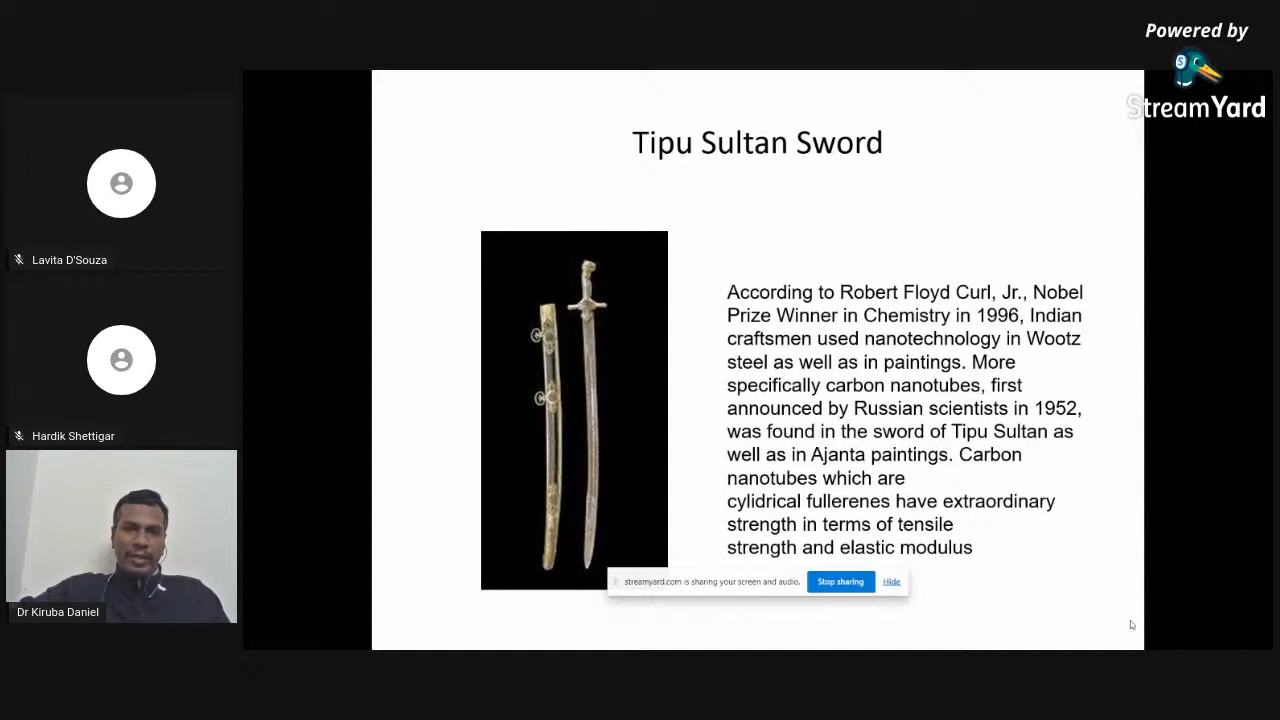 Powered by
StreamYard
Tipu Sultan Sword
According to Robert Floyd Curl, Jr., Nobel
Prize Winner in Chemistry in 1996, Indian
craftsmen used nanotechnology in Wootz
steel as well as in paintings. More
specifically carbon nanotubes, first
announced by Russian scientists in 1952,
was found in the sword of Tipu Sultan as
well as in Ajanta paintings. Carbon
nanotubes which are
cylidrical fullerenes have extraordinary
strength in terms of tensile
strength and elastic modulus
streamyard.com is sharing your screen and audio.
Stop sharing
Hide
Lavita D'Souza
Hardik Shettigar
Dr Kiruba Daniel